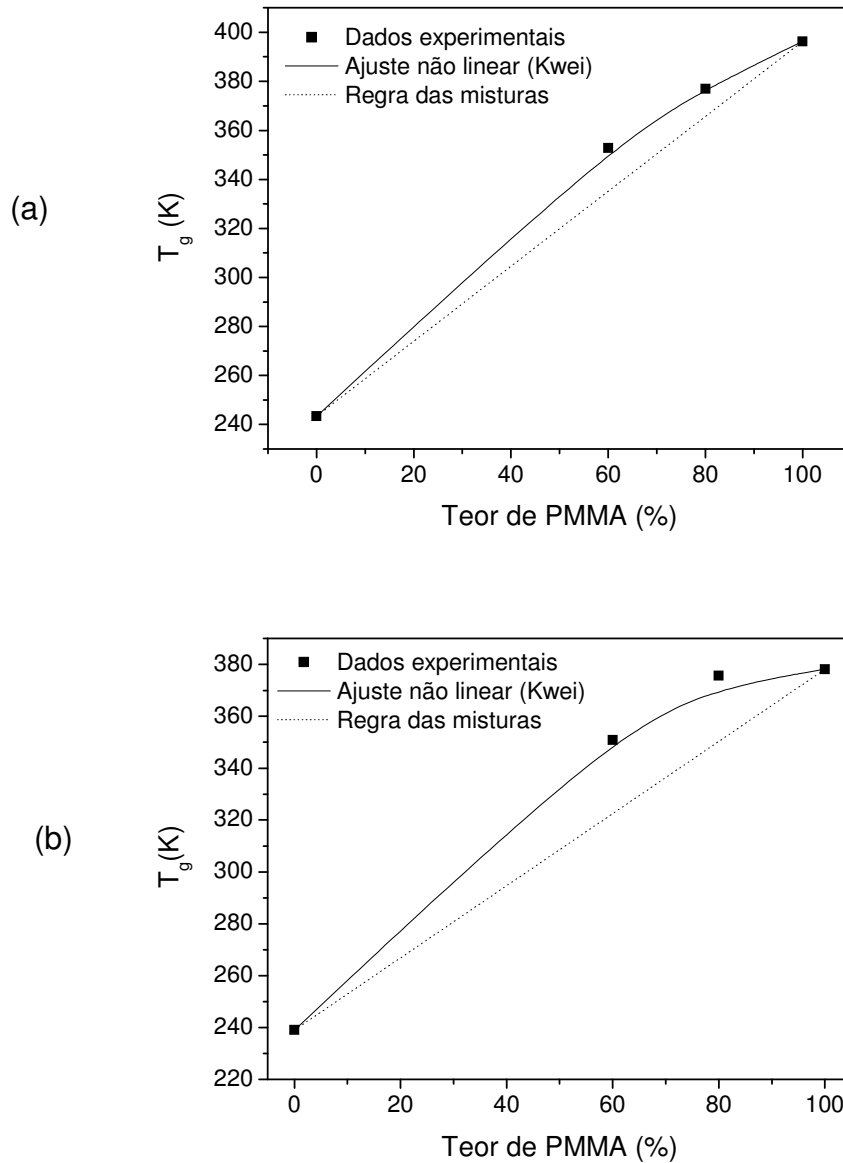 (a)
T_g (K)
400
380
360
340
320
300
280
260
240
Dados experimentais
Ajuste não linear (Kwei)
Regra das misturas
0 20 40 60 80 100
Teor de PMMA (%)
(b)
T_g(K)
380
360
340
320
300
280
260
240
220
Dados experimentais
Ajuste não linear (Kwei)
Regra das misturas
0 20 40 60 80 100
Teor de PMMA (%)